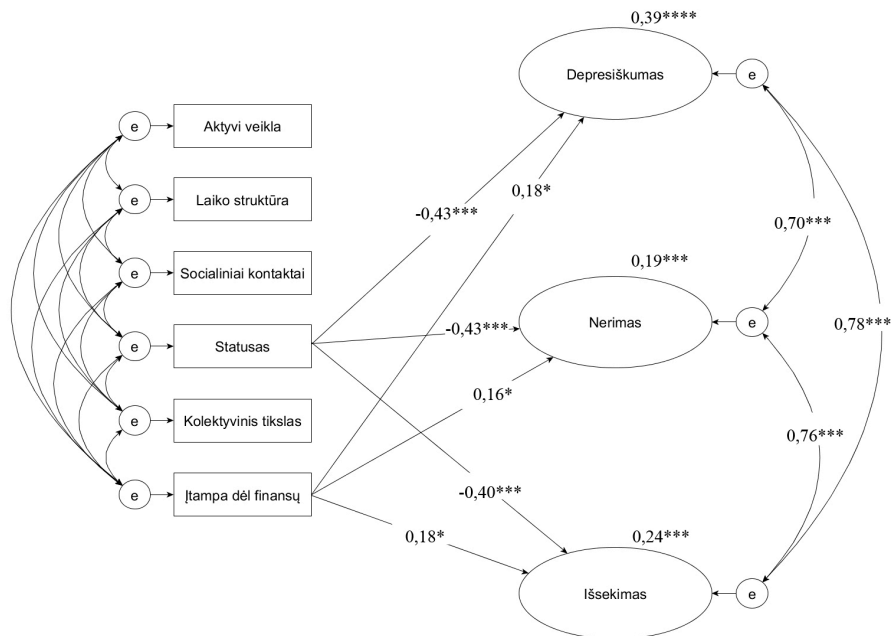 0,39****
Depresiškumas
e
e
Aktyvi veikla
e
Laiko struktūra
0,18*
-0,43***
0,70***
e
Socialiniai kontaktai
0,19***
Nerimas
e
e
Statusas
-0,43***
0,78***
0,16*
e
Kolektyvinis tikslas
0,76***
e
Įtampa dėl finansų
-0,40***
0,18*
0,24***
Išsekimas
e